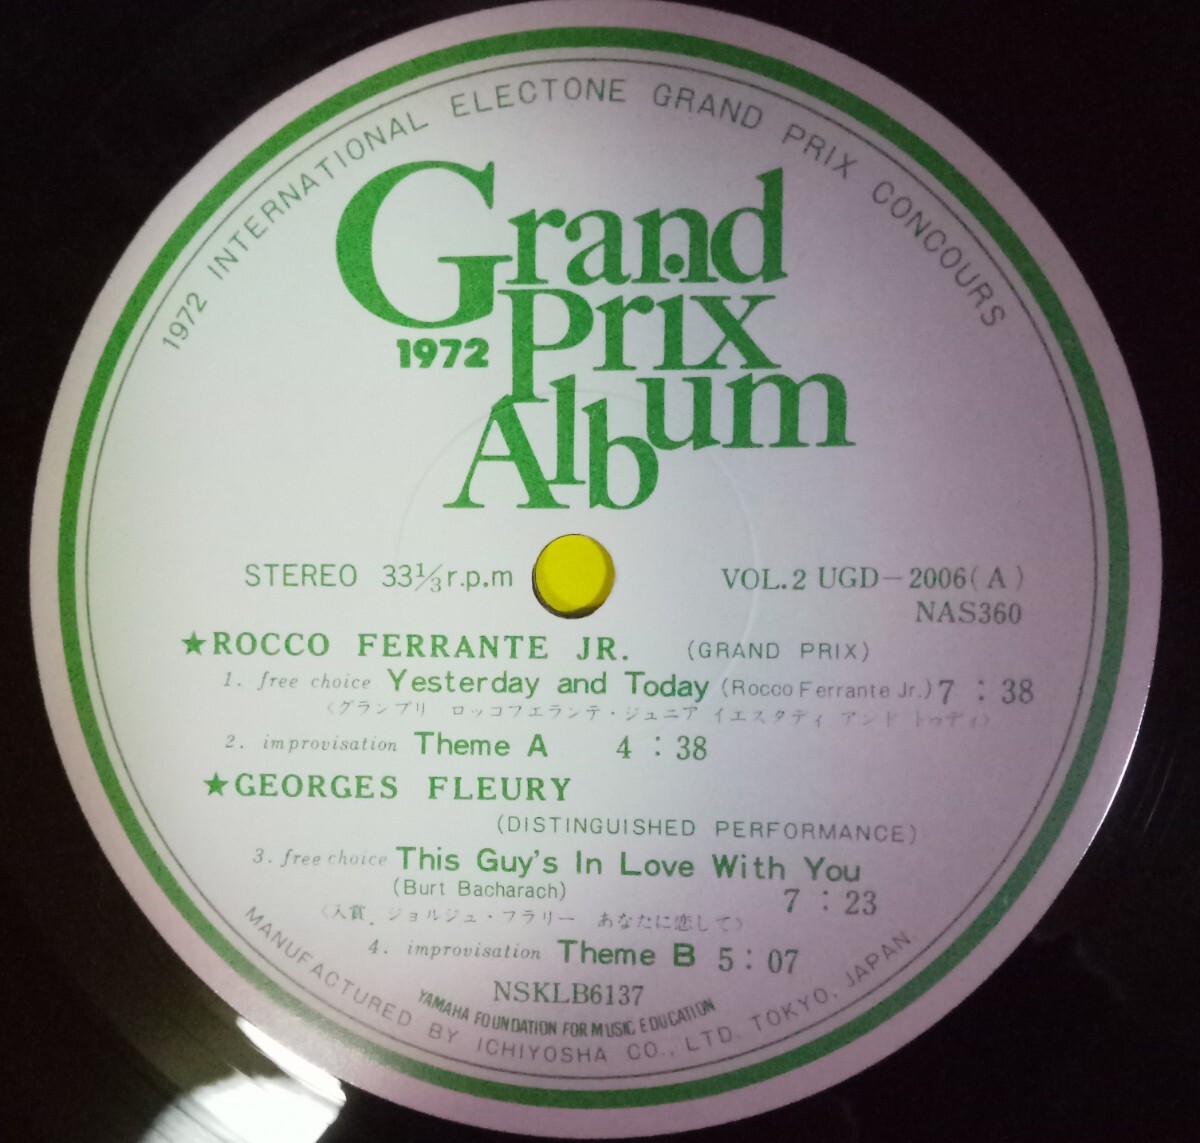 1972 INTERNATIONAL ELECTONE GRAND PRIX CONCOURS
Grand
Prix
1972
Album
STEREO 33⅓r.p.m
VOL.2 UGD-2006(A)
NAS360
★ROCCO FERRANTE JR. (GRAND PRIX)
1. free choice Yesterday and Today (Rocco Ferrante Jr.) 7:38
〈グランプリ ロッコフエランテ・ジュニア イエスタディ アンド トゥディ〉
2. improvisation Theme A 4:38
★GEORGES FLEURY
(DISTINGUISHED PERFORMANCE)
3. free choice This Guy's In Love With You
(Burt Bacharach) 7:23
〈入賞. ジョルジュ・フラリー あなたに恋して〉
4. improvisation Theme B 5:07
NSKLB6137
YAMAHA FOUNDATION FOR MUSIC EDUCATION
MANUFACTURED BY ICHIYOSHA CO., LTD. TOKYO, JAPAN.